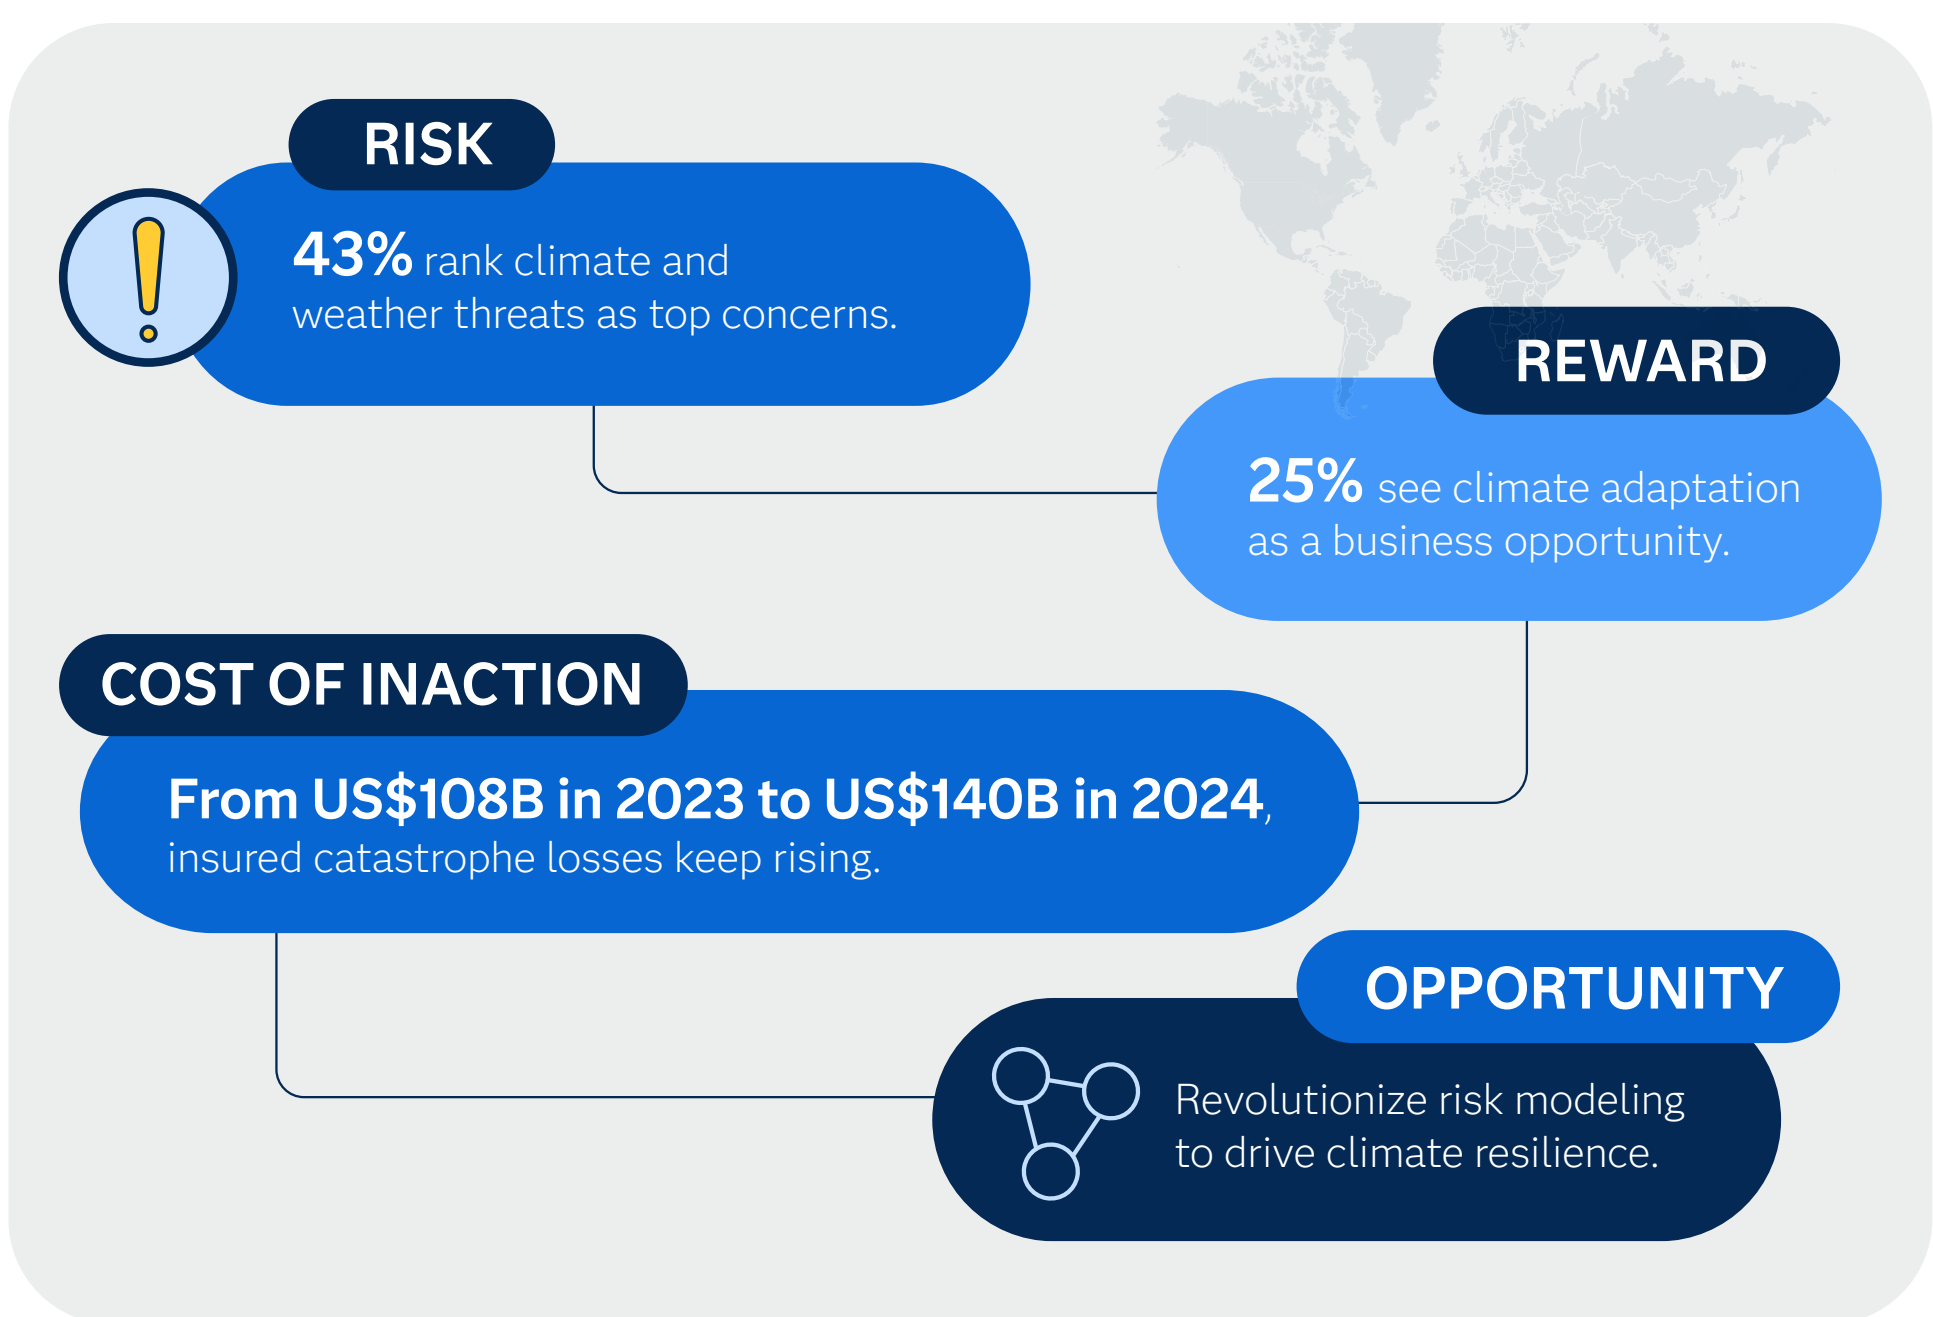 RISK
43% rank climate and
weather threats as top concerns.
REWARD
25% see climate adaptation
as a business opportunity.
COST OF INACTION
From US$108B in 2023 to US$140B in 2024,
insured catastrophe losses keep rising.
OPPORTUNITY
Revolutionize risk modeling
to drive climate resilience.